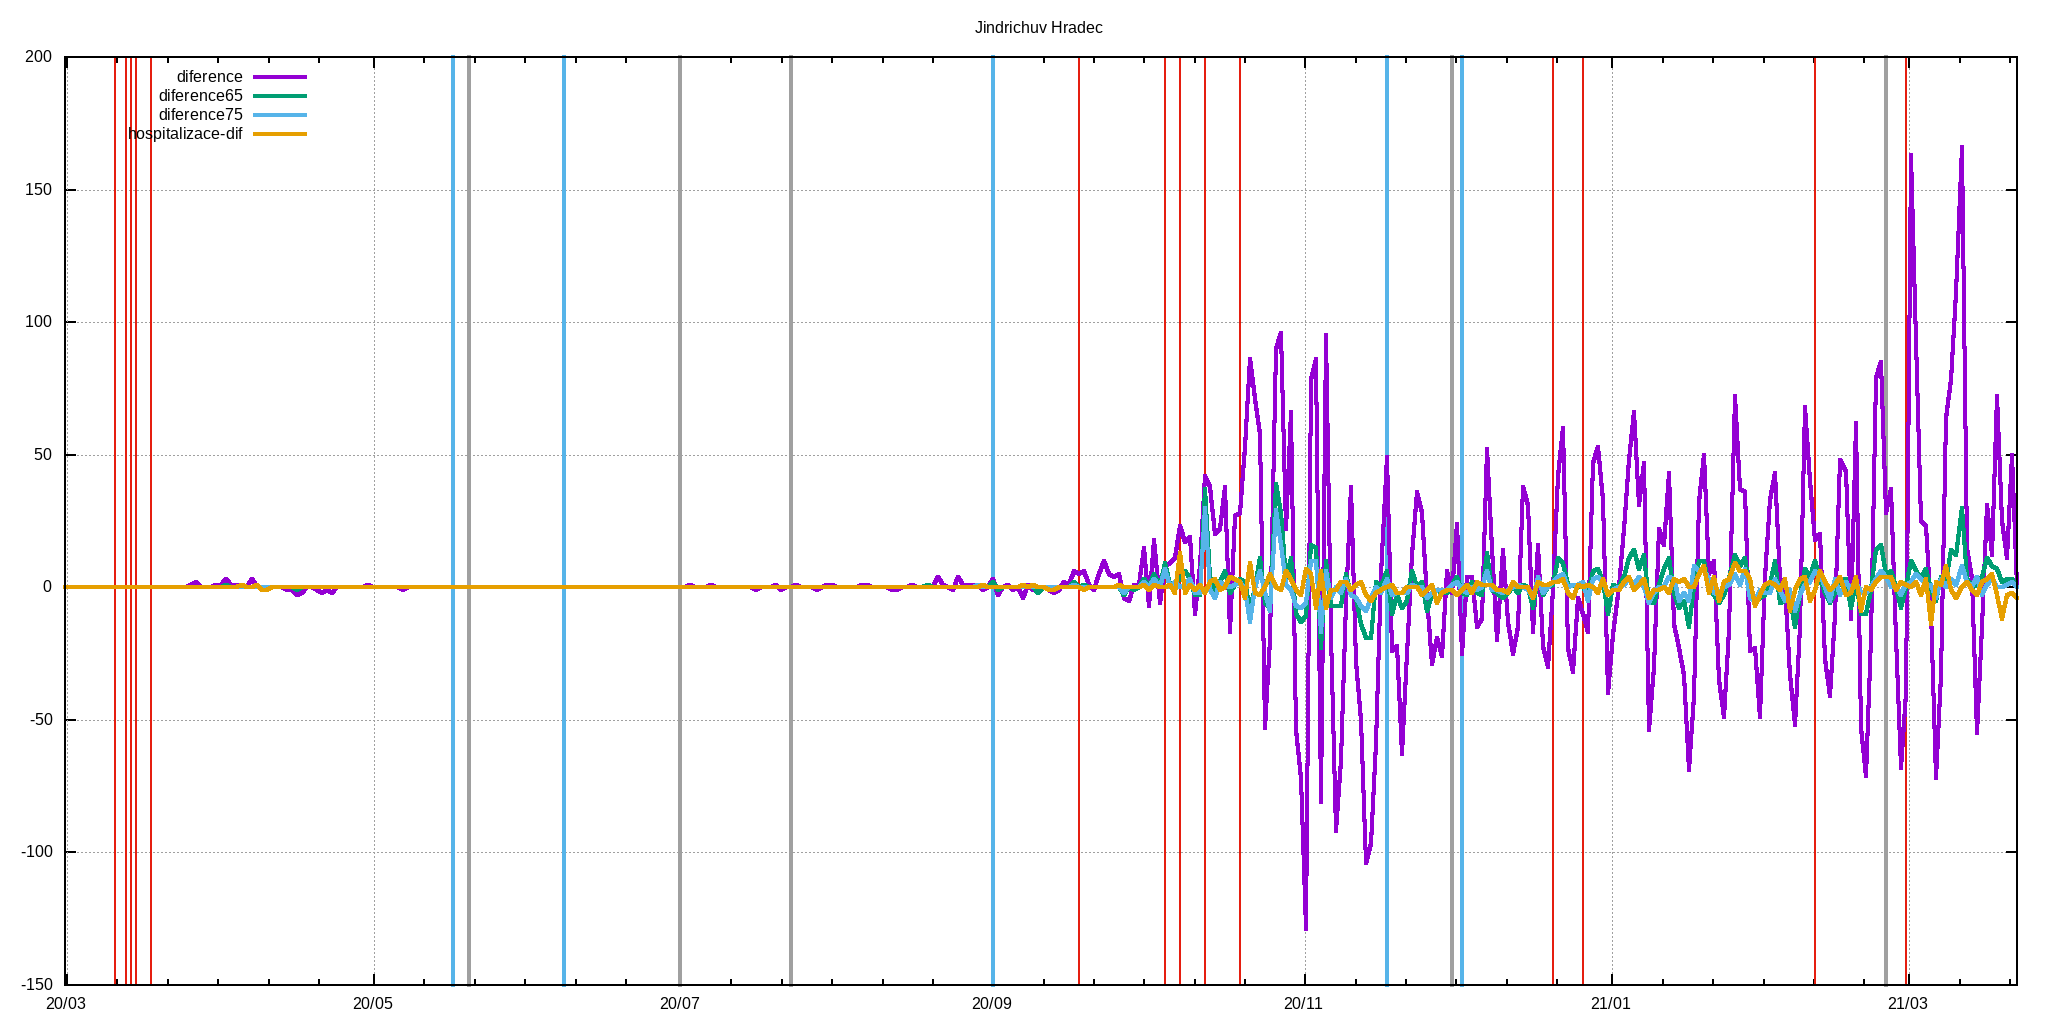 Jindrichuv Hradec
200
150
100
50
0
-50
-100
-150
diference
diference65
diference75
hospitalizace-dif
20/03 20/05 20/07 20/09 20/11 21/01 21/03